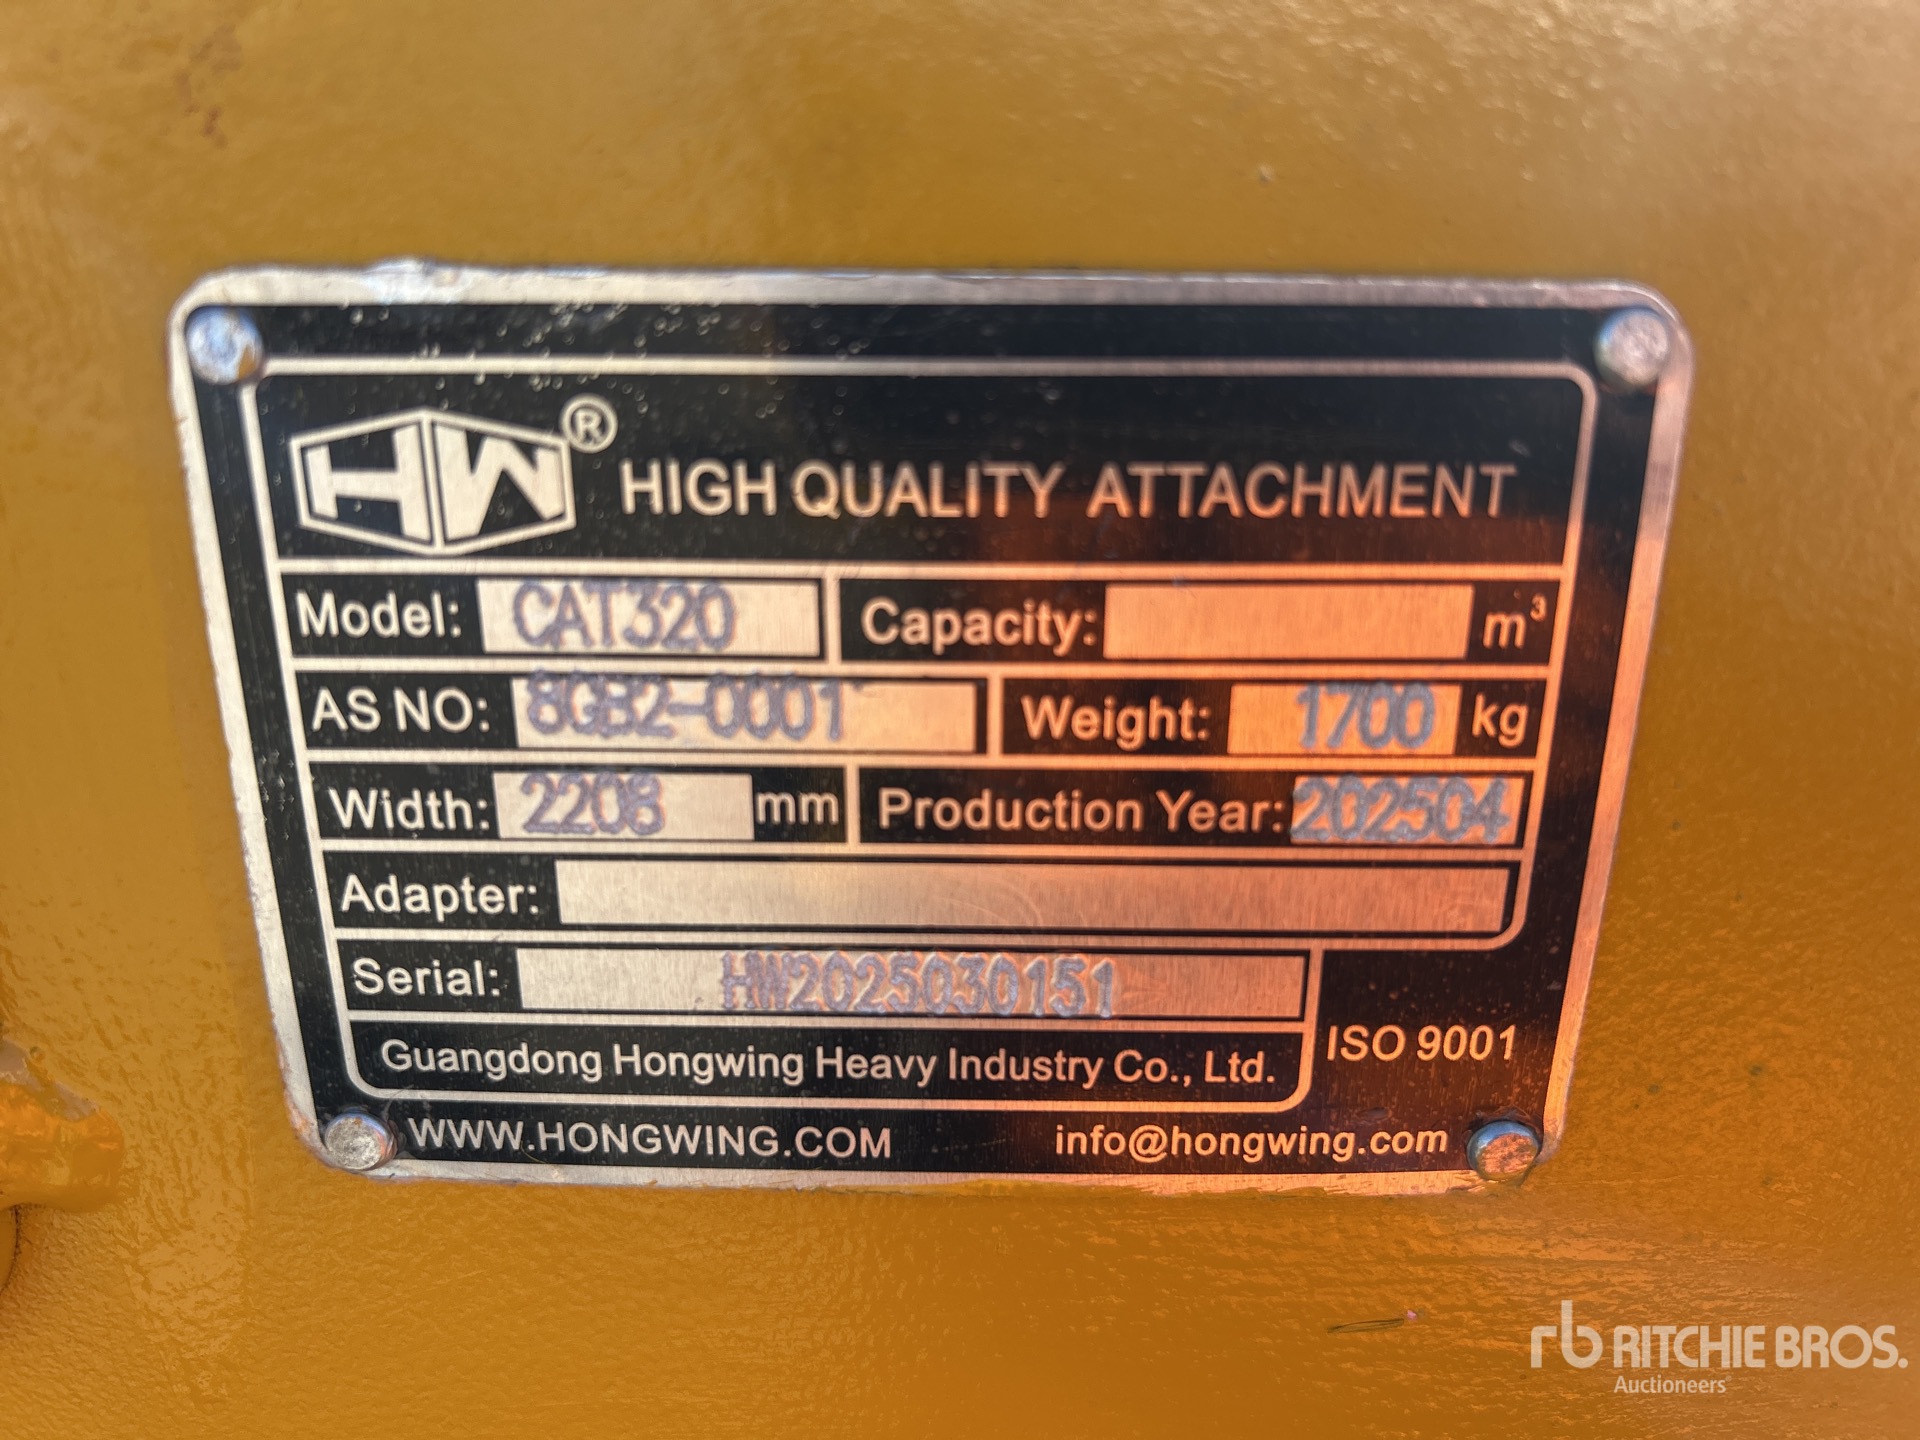 HW® HIGH QUALITY ATTACHMENT
Model: CAT320 Capacity: m³
AS NO: 8GB2-0001 Weight: 1700 kg
Width: 2208 mm Production Year: 202504
Adapter:
Serial: HW2025030151
Guangdong Hongwing Heavy Industry Co., Ltd.
ISO 9001
WWW.HONGWING.COM info@hongwing.com
rb RITCHIE BROS.
Auctioneers